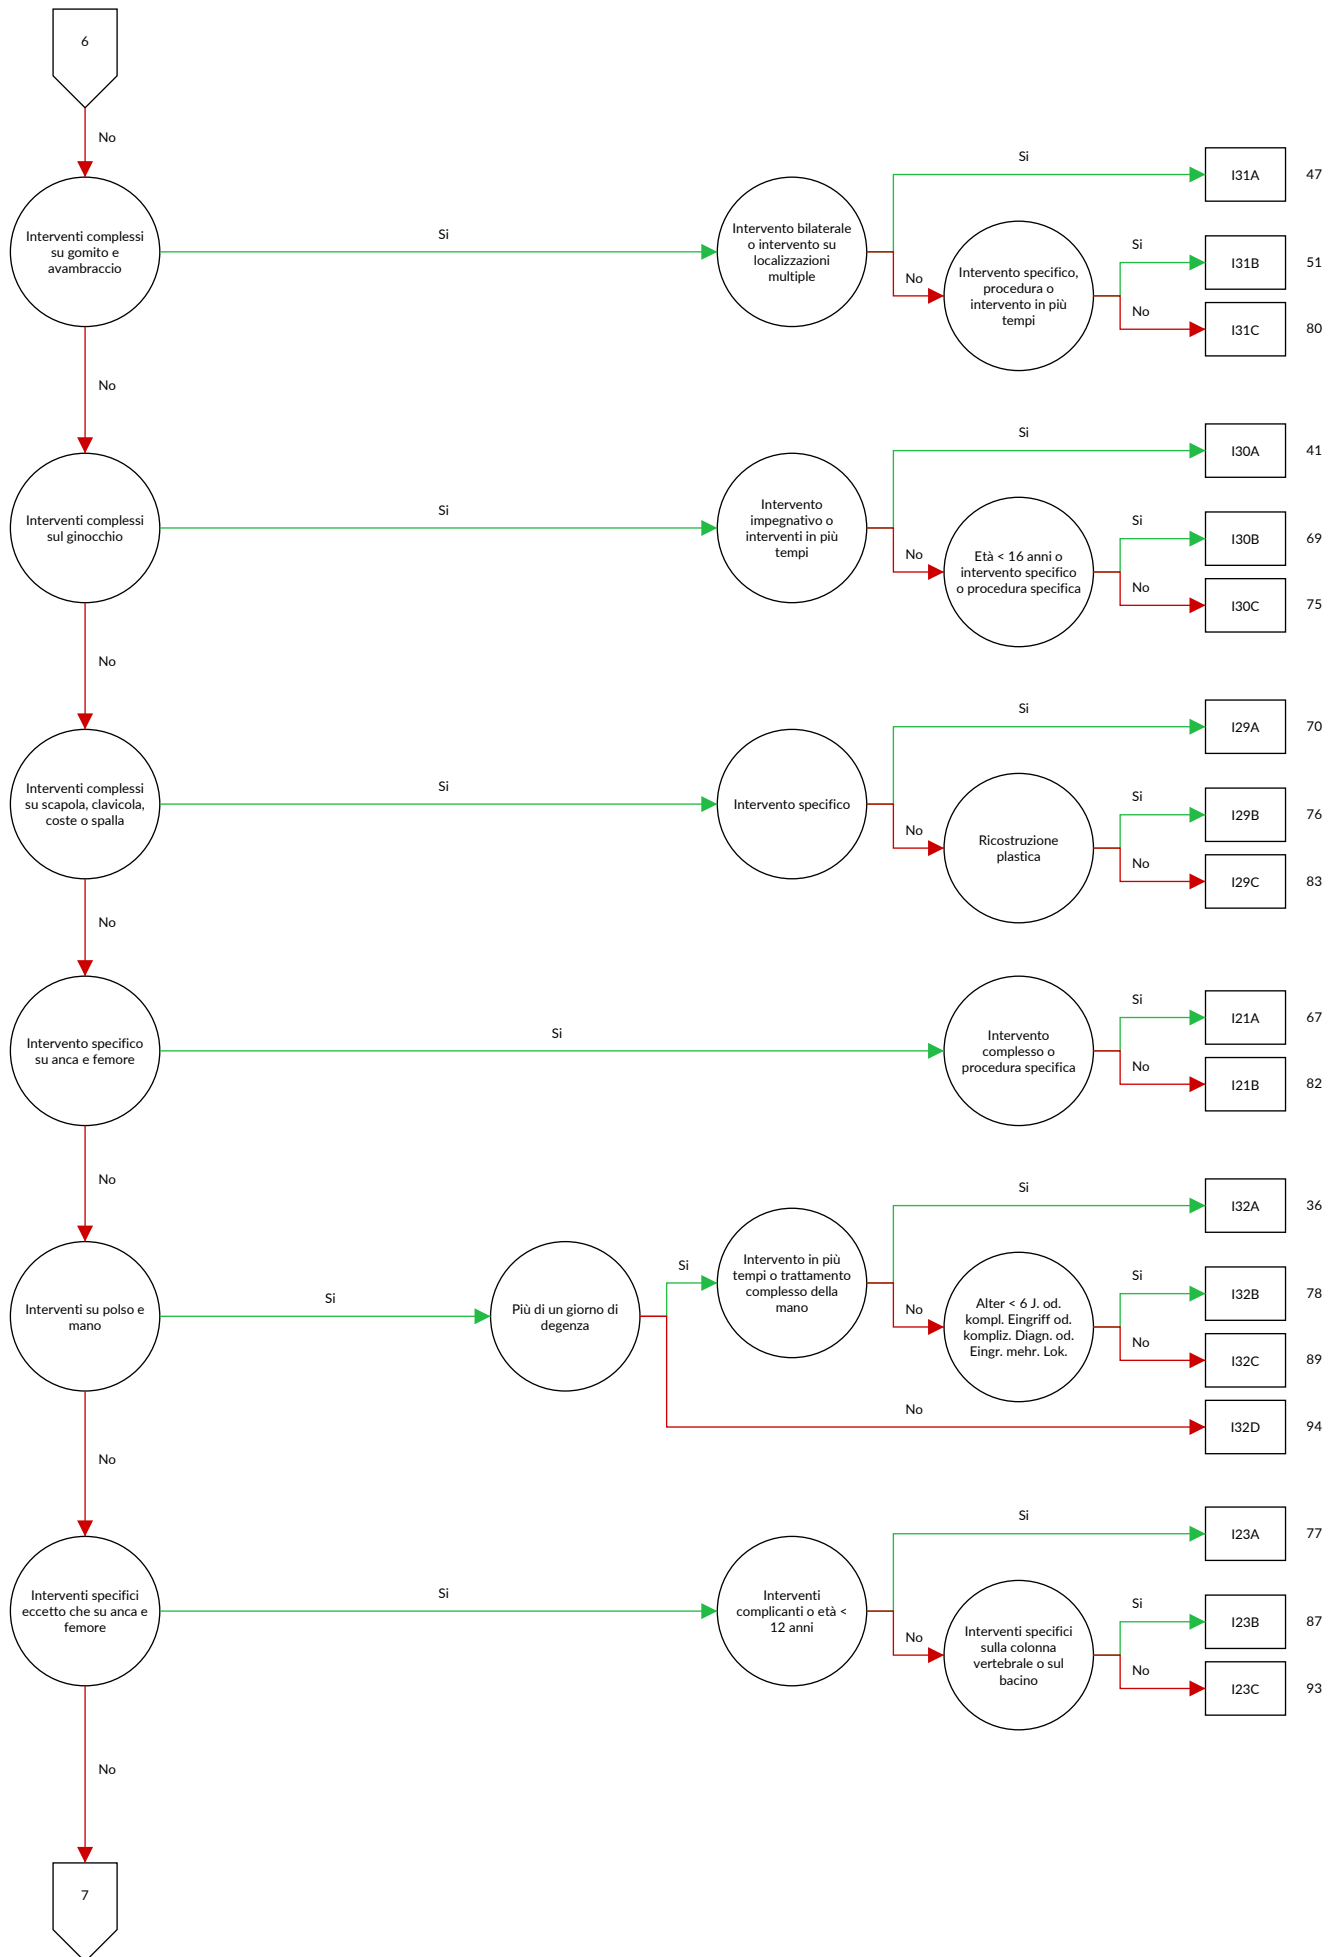 6
No
Interventi complessi
su gomito e
avambraccio
Si
Intervento bilaterale
o intervento su
localizzazioni
multiple
Si
I31A
47
No
Intervento specifico,
procedura o
intervento in più
tempi
Si
I31B
51
No
I31C
80
No
Interventi complessi
sul ginocchio
Si
Intervento
impegnativo o
interventi in più
tempi
Si
I30A
41
No
Età < 16 anni o
intervento specifico
o procedura specifica
Si
I30B
69
No
I30C
75
No
Interventi complessi
su scapola, clavicola,
coste o spalla
Si
Intervento specifico
Si
I29A
70
No
Ricostruzione
plastica
Si
I29B
76
No
I29C
83
No
Intervento specifico
su anca e femore
Si
Intervento
complesso o
procedura specifica
Si
I21A
67
No
I21B
82
No
Interventi su polso e
mano
Si
Più di un giorno di
degenza
Si
Intervento in più
tempi o trattamento
complesso della
mano
Si
I32A
36
No
Alter < 6 J. od.
kompl. Eingriff od.
kompliz. Diagn. od.
Eingr. mehr. Lok.
Si
I32B
78
No
I32C
89
No
I32D
94
No
Interventi specifici
eccetto che su anca e
femore
Si
Interventi
complicanti o età <
12 anni
Si
I23A
77
No
Interventi specifici
sulla colonna
vertebrale o sul
bacino
Si
I23B
87
No
I23C
93
No
7